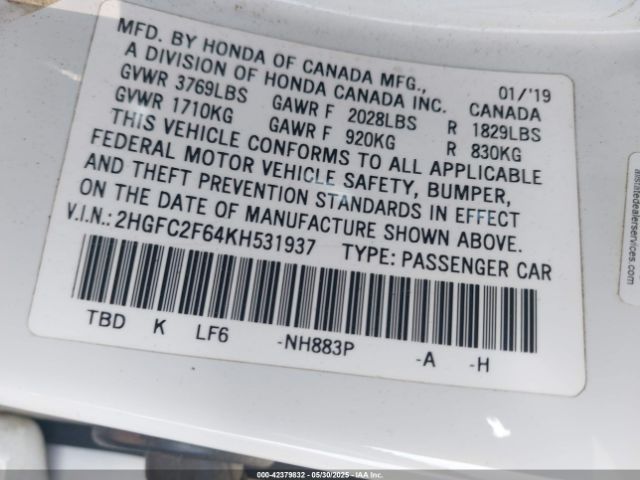 MFD. BY HONDA OF CANADA MFG.,
A DIVISION OF HONDA CANADA INC.
01/'19
CANADA
GVWR 3769LBS GAWR F 2028LBS R 1829LBS
GVWR 1710KG GAWR F 920KG R 830KG
THIS VEHICLE CONFORMS TO ALL APPLICABLE
FEDERAL MOTOR VEHICLE SAFETY, BUMPER,
AND THEFT PREVENTION STANDARDS IN EFFECT
ON THE DATE OF MANUFACTURE SHOWN ABOVE.
V.I.N.: 2HGFC2F64KH531937 TYPE: PASSENGER CAR
TBD K LF6 -NH883P -A -H
allstatedealerservices.com
000-42379832 - 05/30/2025 - IAA Inc.